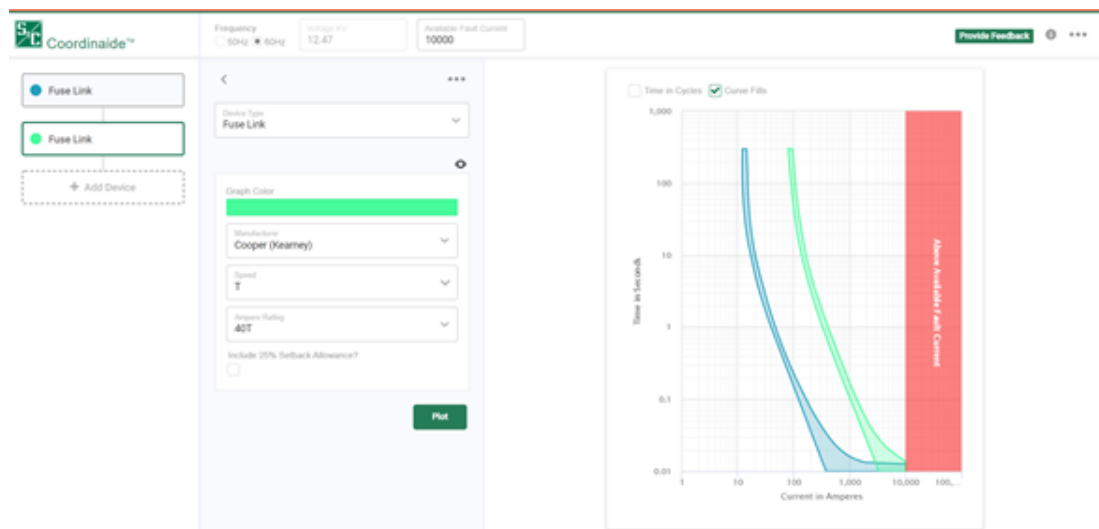 S&C Coordinaide™
Frequency
50Hz 60Hz
Voltage kV
12.47
Available Fault Current
10000
Provide Feedback
Fuse Link
Fuse Link
+ Add Device
Device Type
Fuse Link
Graph Color
Manufacturer
Cooper (Kearney)
Speed
T
Ampere Rating
40T
Include 25% Setback Allowance?
Plot
Time in Cycles Curve Fills
1,000
100
10
1
0.1
0.01
Time in Seconds
Above Available Fault Current
1 10 100 1,000 10,000 100,...
Current in Amperes